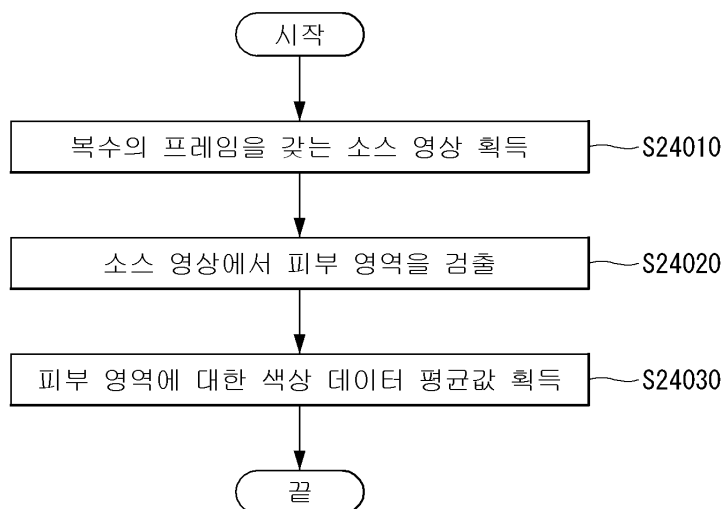 시작
복수의 프레임을 갖는 소스 영상 획득
S24010
소스 영상에서 피부 영역을 검출
S24020
피부 영역에 대한 색상 데이터 평균값 획득
S24030
끝